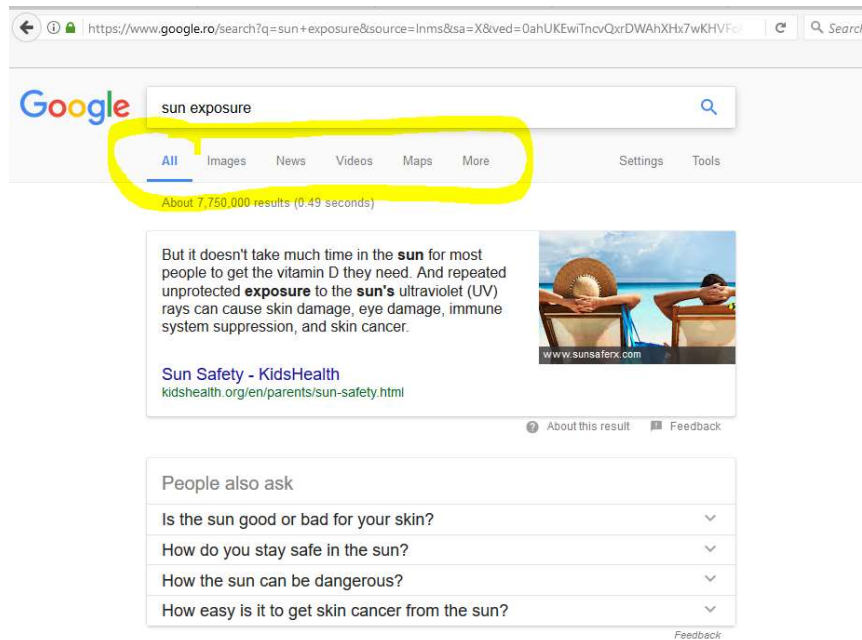 https://www.google.ro/search?q=sun+exposure&source=lnms&sa=X&ved=0ahUKEwiTncvQxrDWAhXHx7wKHVFc
Search
Google
sun exposure
All Images News Videos Maps More Settings Tools
About 7,750,000 results (0.49 seconds)
But it doesn't take much time in the sun for most
people to get the vitamin D they need. And repeated
unprotected exposure to the sun's ultraviolet (UV)
rays can cause skin damage, eye damage, immune
system suppression, and skin cancer.
www.sunsaferx.com
Sun Safety - KidsHealth
kidshealth.org/en/parents/sun-safety.html
About this result Feedback
People also ask
Is the sun good or bad for your skin?
How do you stay safe in the sun?
How the sun can be dangerous?
How easy is it to get skin cancer from the sun?
Feedback